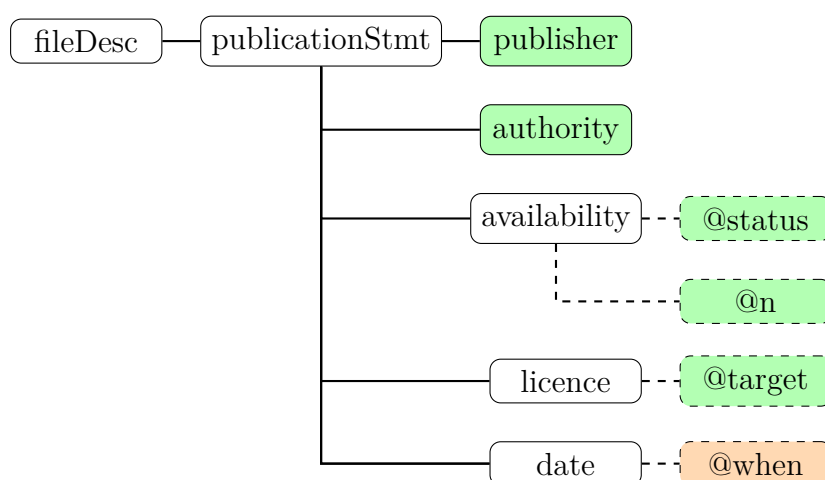 fileDesc publicationStmt publisher
authority
availability @status
@n
licence @target
date @when